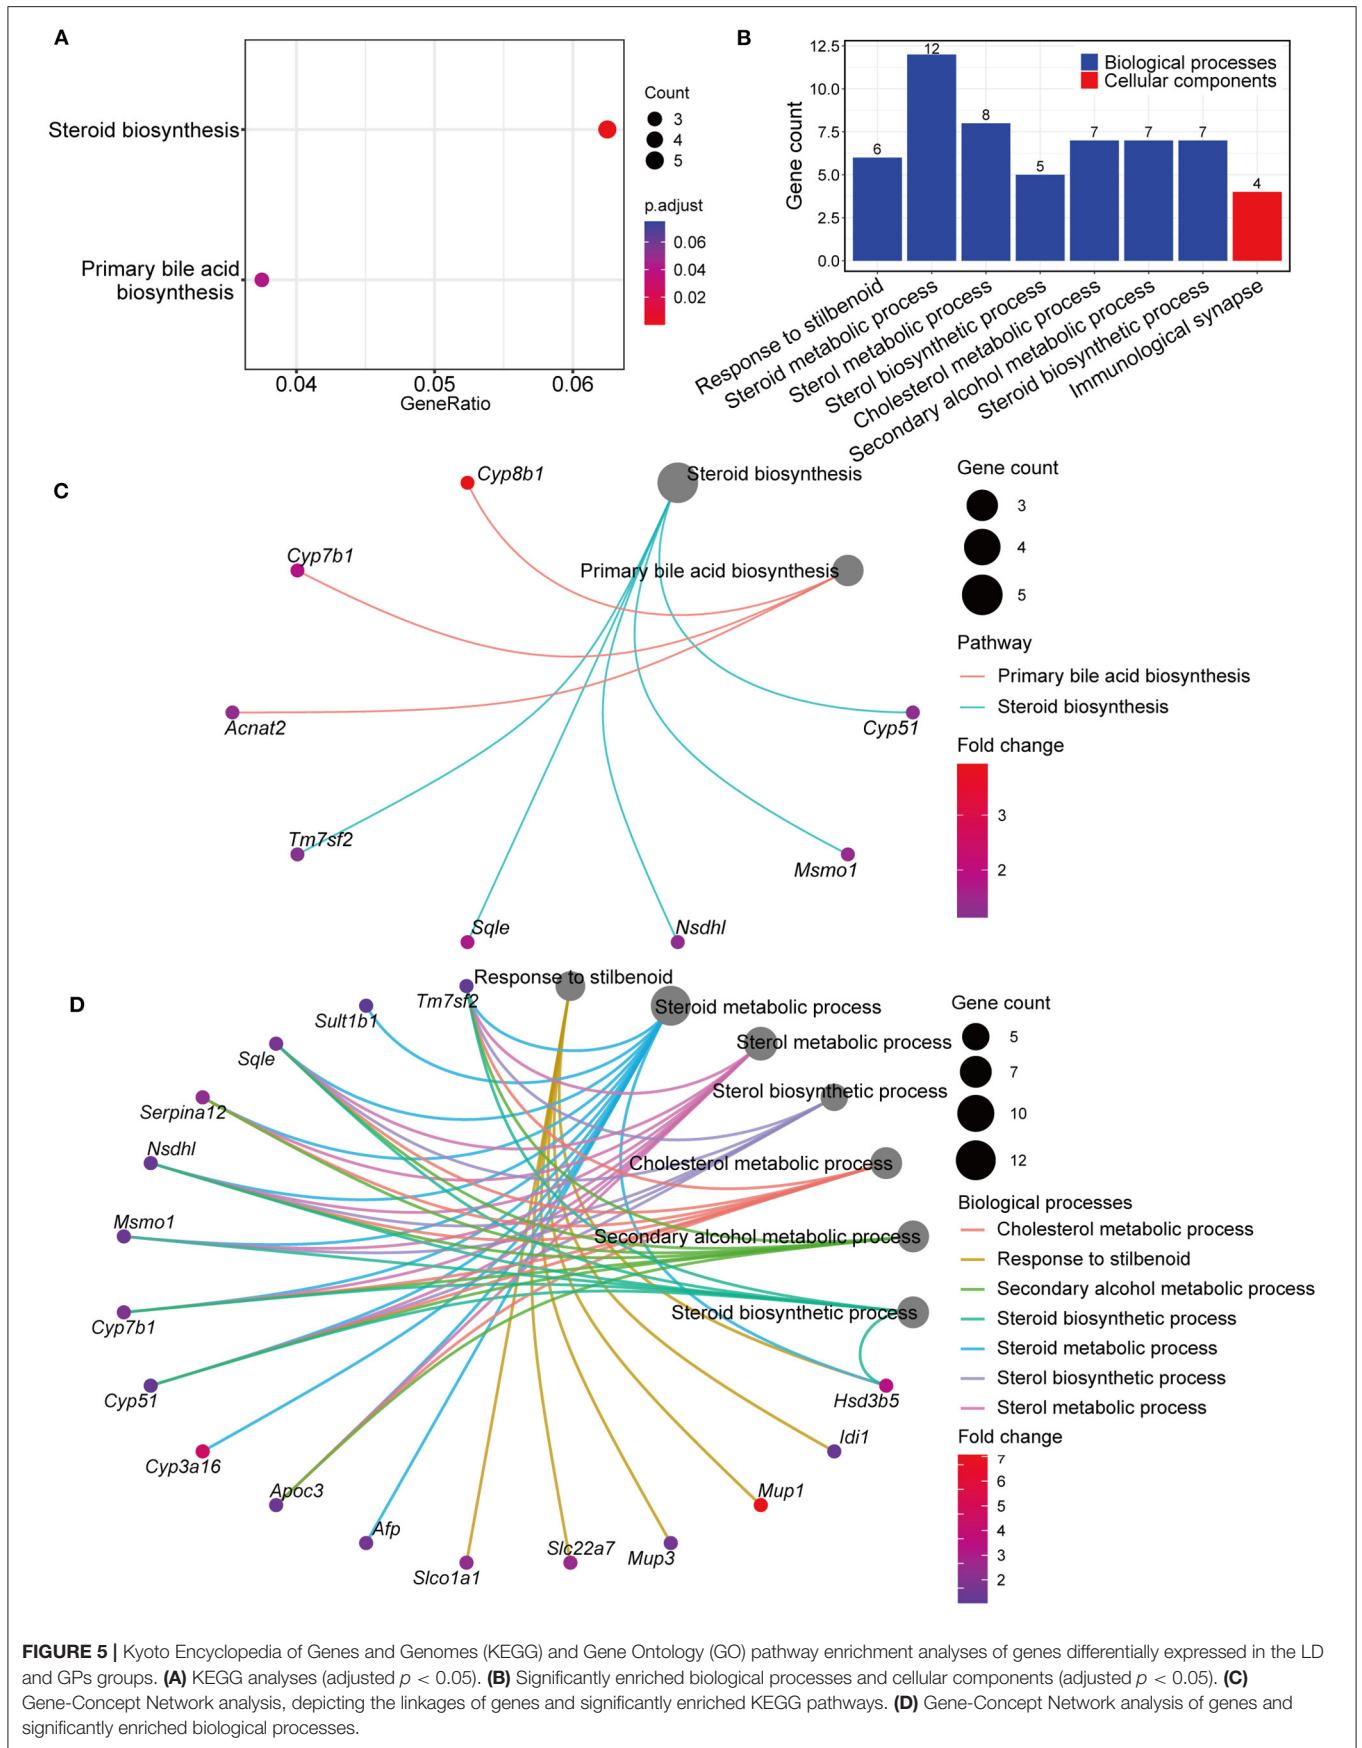 A
Steroid biosynthesis
Primary bile acid
biosynthesis
0.04
0.05
0.06
GeneRatio
Count
3
4
5
p.adjust
0.06
0.04
0.02
B
Gene count
12.5
10.0
7.5
5.0
2.5
0.0
6
12
8
5
7
7
7
4
Biological processes
Cellular components
Response to stilbenoid
Steroid metabolic process
Sterol metabolic process
Sterol biosynthetic process
Cholesterol metabolic process
Secondary alcohol metabolic process
Steroid biosynthetic process
Immunological synapse
C
Cyp8b1
Steroid biosynthesis
Cyp7b1
Primary bile acid biosynthesis
Acnat2
Cyp51
Tm7sf2
Msmo1
Sqle
Nsdhl
Gene count
3
4
5
Pathway
Primary bile acid biosynthesis
Steroid biosynthesis
Fold change
3
2
D
Response to stilbenoid
Tm7sf2
Steroid metabolic process
Sult1b1
Sterol metabolic process
Sqle
Sterol biosynthetic process
Serpina12
Nsdhl
Cholesterol metabolic process
Msmo1
Secondary alcohol metabolic process
Cyp7b1
Steroid biosynthetic process
Cyp51
Hsd3b5
Cyp3a16
Idi1
Apoc3
Mup1
Afp
Slco1a1
Slc22a7
Mup3
Gene count
5
7
10
12
Biological processes
Cholesterol metabolic process
Response to stilbenoid
Secondary alcohol metabolic process
Steroid biosynthetic process
Steroid metabolic process
Sterol biosynthetic process
Sterol metabolic process
Fold change
7
6
5
4
3
2
FIGURE 5 | Kyoto Encyclopedia of Genes and Genomes (KEGG) and Gene Ontology (GO) pathway enrichment analyses of genes differentially expressed in the LD
and GPs groups. (A) KEGG analyses (adjusted p < 0.05). (B) Significantly enriched biological processes and cellular components (adjusted p < 0.05). (C)
Gene-Concept Network analysis, depicting the linkages of genes and significantly enriched KEGG pathways. (D) Gene-Concept Network analysis of genes and
significantly enriched biological processes.